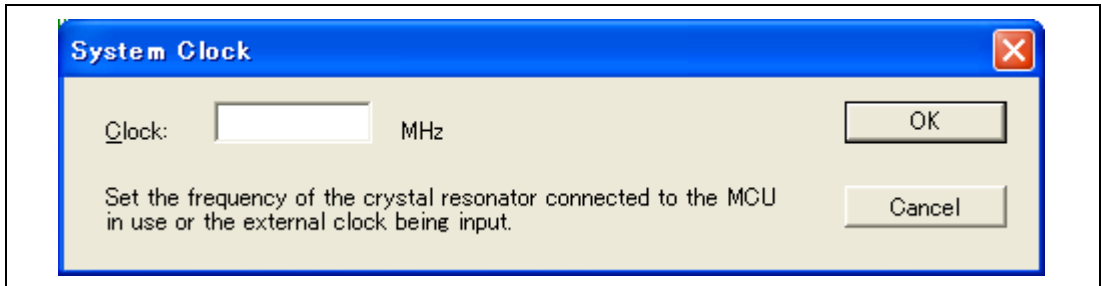 System Clock
Clock: MHz
OK
Set the frequency of the crystal resonator connected to the MCU
in use or the external clock being input.
Cancel